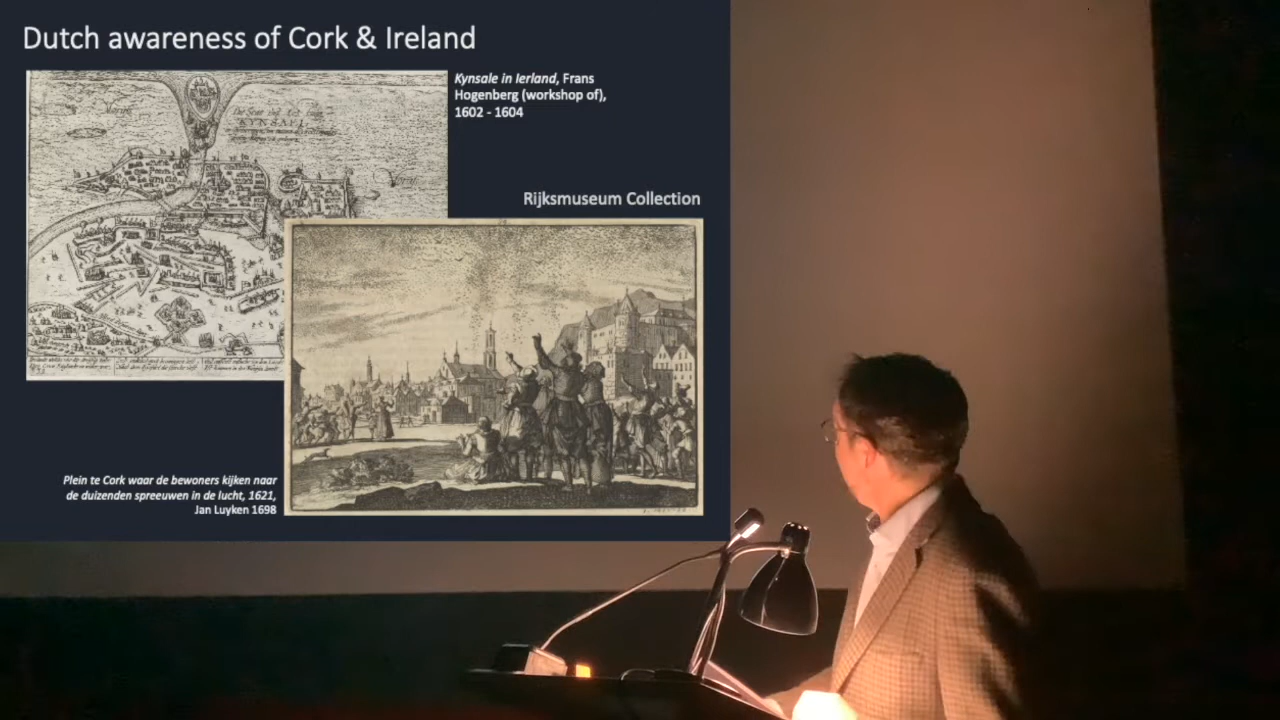 Dutch awareness of Cork & Ireland
Kynsale in Ierland, Frans
Hogenberg (workshop of),
1602 - 1604
Rijksmuseum Collection
KYNSALE
Plein te Cork waar de bewoners kijken naar
de duizenden spreeuwen in de lucht, 1621,
Jan Luyken 1698